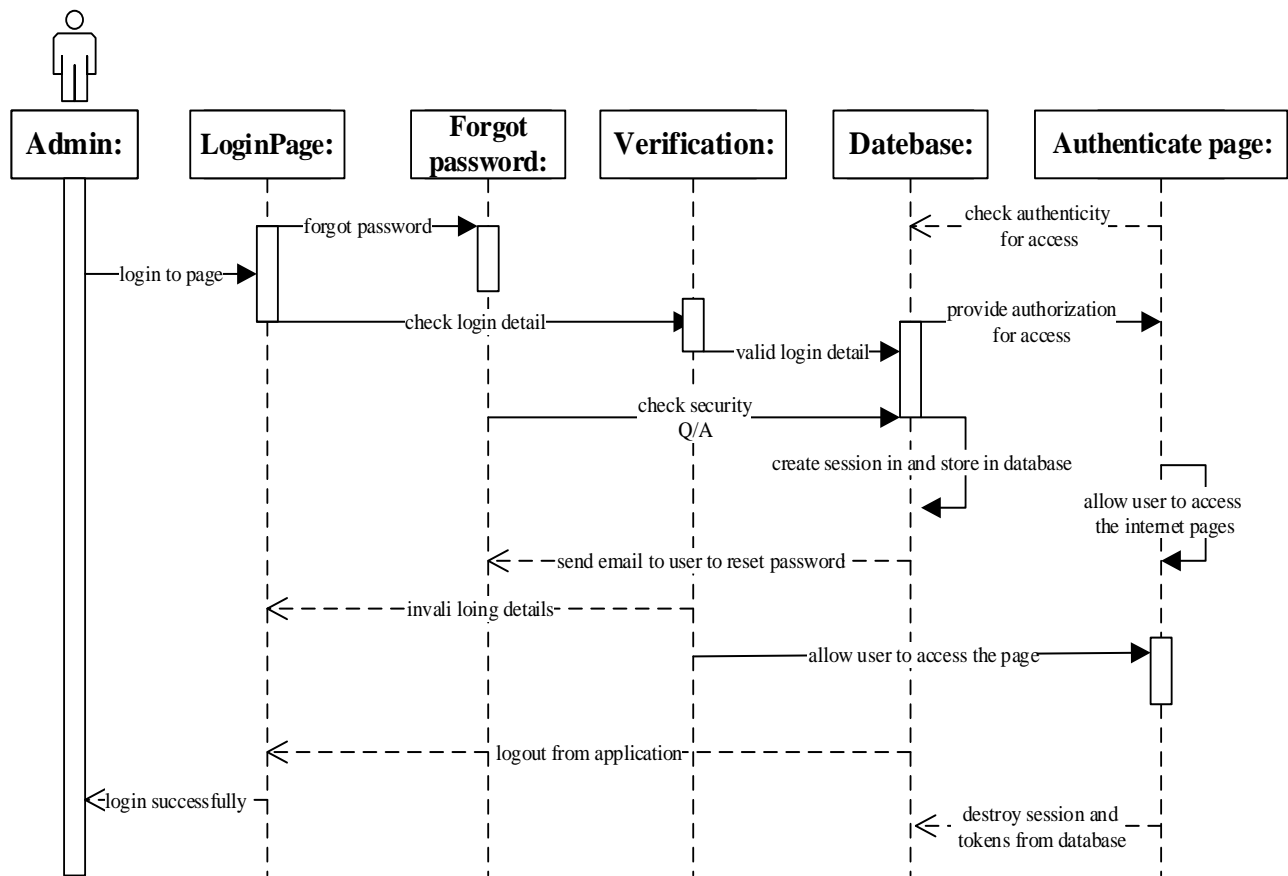 Admin:
LoginPage:
Forgot
password:
Verification:
Datebase:
Authenticate page:
forgot password
check authenticity
for access
login to page
check login detail
provide authorization
for access
valid login detail
check security
Q/A
create session in and store in database
allow user to access
the internet pages
send email to user to reset password
invali loing details
allow user to access the page
logout from application
login successfully
destroy session and
tokens from database